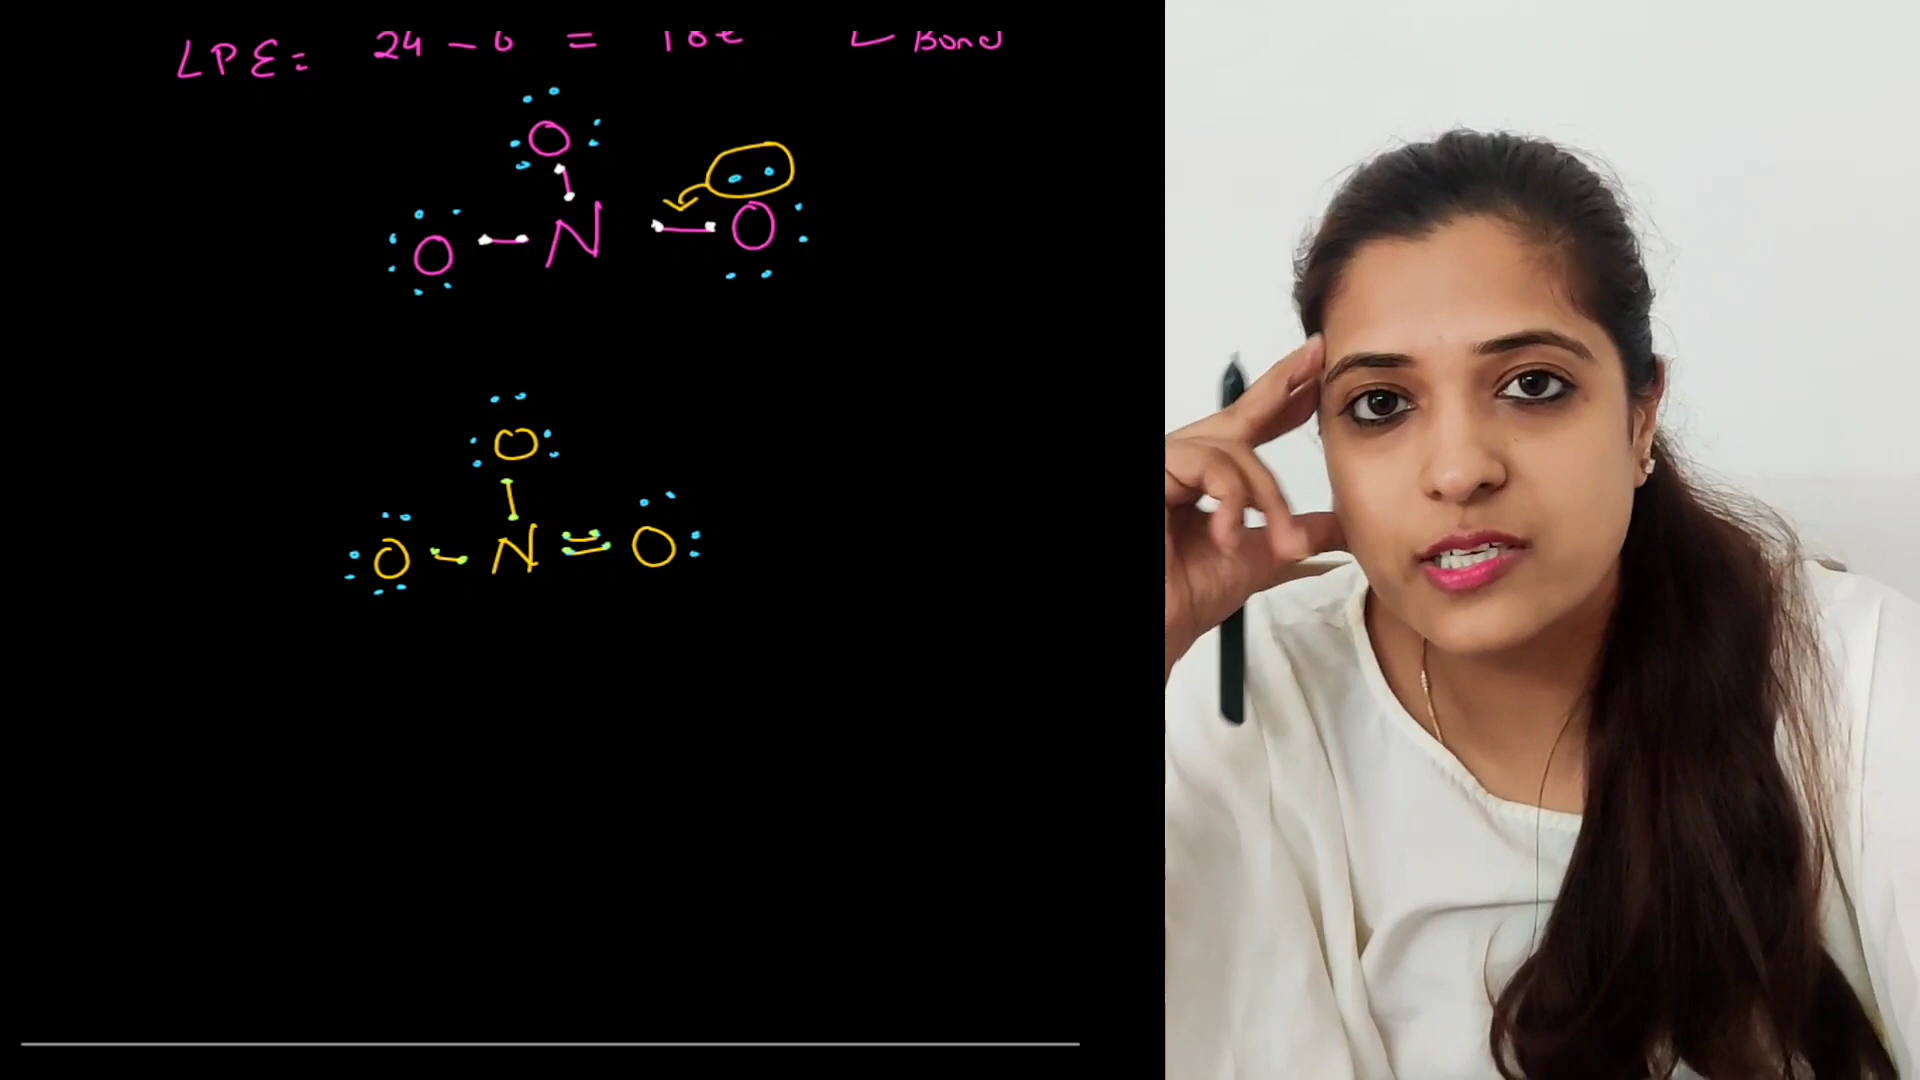 LPE= 24 - 6 = 18e Bond
O
O - N - O
O
O - N = O